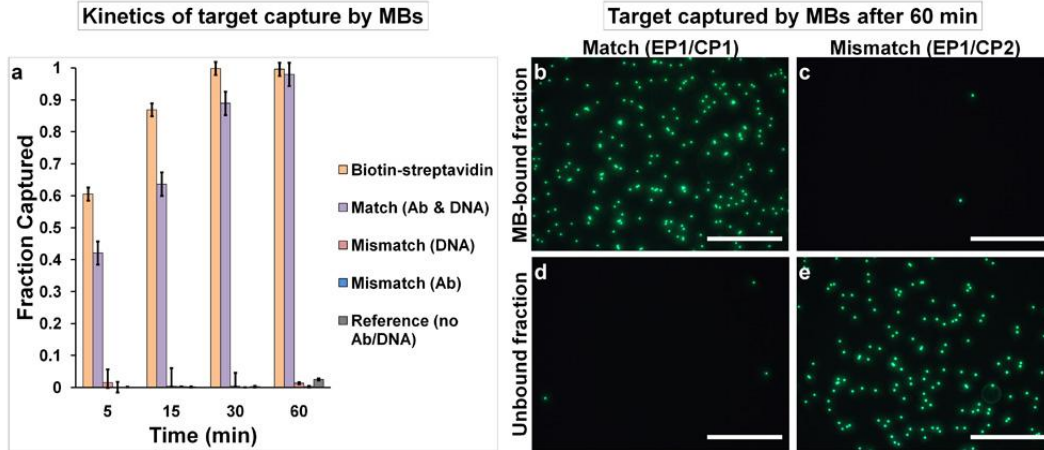 Kinetics of target capture by MBs
Target captured by MBs after 60 min
Match (EP1/CP1)
Mismatch (EP1/CP2)
a
b
c
d
e
Fraction Captured
1
0.9
0.8
0.7
0.6
0.5
0.4
0.3
0.2
0.1
0
5
15
30
60
Time (min)
Biotin-streptavidin
Match (Ab & DNA)
Mismatch (DNA)
Mismatch (Ab)
Reference (no
Ab/DNA)
MB-bound fraction
Unbound fraction